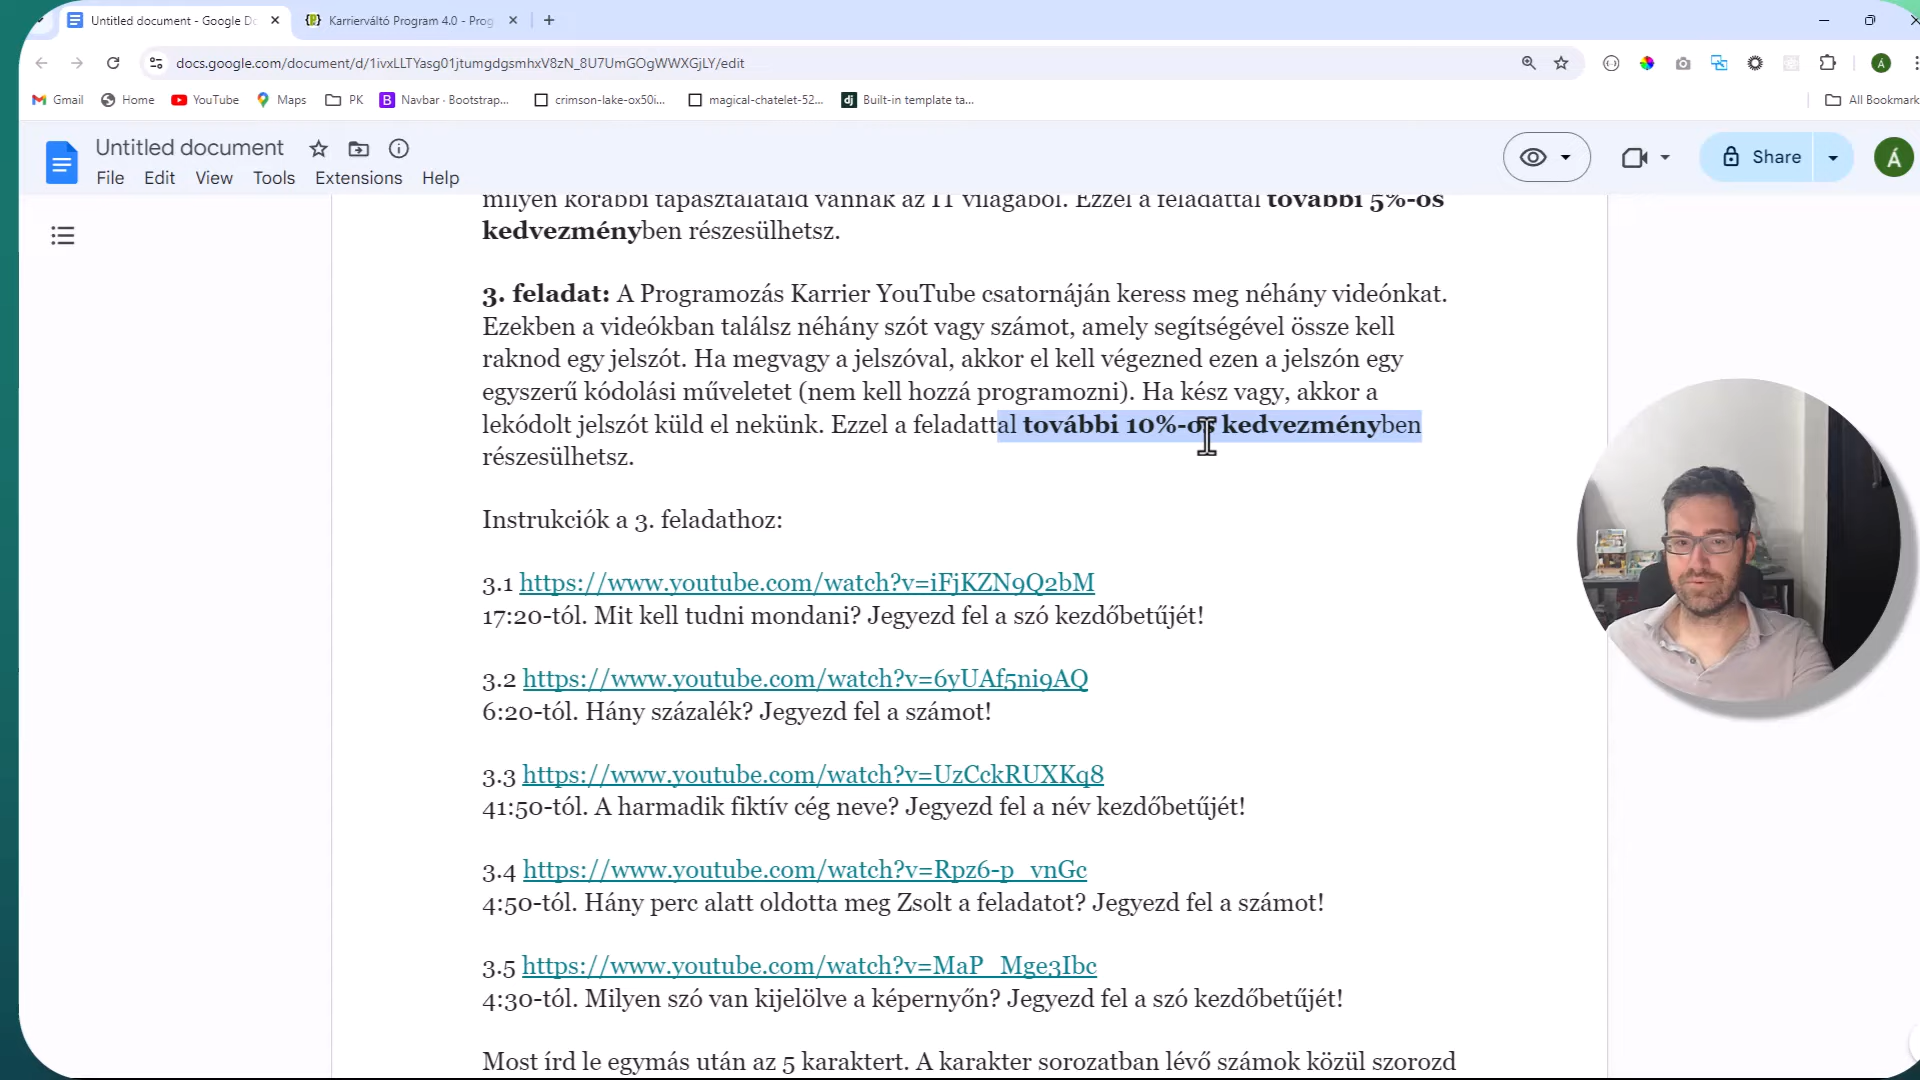 Untitled document - Google Do
Karrierváltó Program 4.0 - Prog
docs.google.com/document/d/1ivxLLTYasg01jtumgdgsmhxV8zN_8U7UmGOgWWXGjLY/edit
Gmail
Home
YouTube
Maps
PK
Navbar · Bootstrap...
crimson-lake-ox50i...
magical-chatelet-52...
Built-in template ta...
All Bookmark
Untitled document
File Edit View Tools Extensions Help
Share
Á
milyen korábbi tapasztalataid vannak az IT világából. Ezzel a feladattal további 5%-os
kedvezményben részesülhetsz.
3. feladat: A Programozás Karrier YouTube csatornáján keress meg néhány videónkat.
Ezekben a videókban találsz néhány szót vagy számot, amely segítségével össze kell
raknod egy jelszót. Ha megvagy a jelszóval, akkor el kell végezned ezen a jelszón egy
egyszerű kódolási műveletet (nem kell hozzá programozni). Ha kész vagy, akkor a
lekódolt jelszót küld el nekünk. Ezzel a feladattal további 10%-os kedvezményben
részesülhetsz.
Instrukciók a 3. feladathoz:
3.1 https://www.youtube.com/watch?v=iFjKZN9Q2bM
17:20-tól. Mit kell tudni mondani? Jegyezd fel a szó kezdőbetűjét!
3.2 https://www.youtube.com/watch?v=6yUAf5ni9AQ
6:20-tól. Hány százalék? Jegyezd fel a számot!
3.3 https://www.youtube.com/watch?v=UzCckRUXKq8
41:50-tól. A harmadik fiktív cég neve? Jegyezd fel a név kezdőbetűjét!
3.4 https://www.youtube.com/watch?v=Rpz6-p_vnGc
4:50-tól. Hány perc alatt oldotta meg Zsolt a feladatot? Jegyezd fel a számot!
3.5 https://www.youtube.com/watch?v=MaP_Mge3Ibc
4:30-tól. Milyen szó van kijelölve a képernyőn? Jegyezd fel a szó kezdőbetűjét!
Most írd le egymás után az 5 karaktert. A karakter sorozatban lévő számok közül szorozd